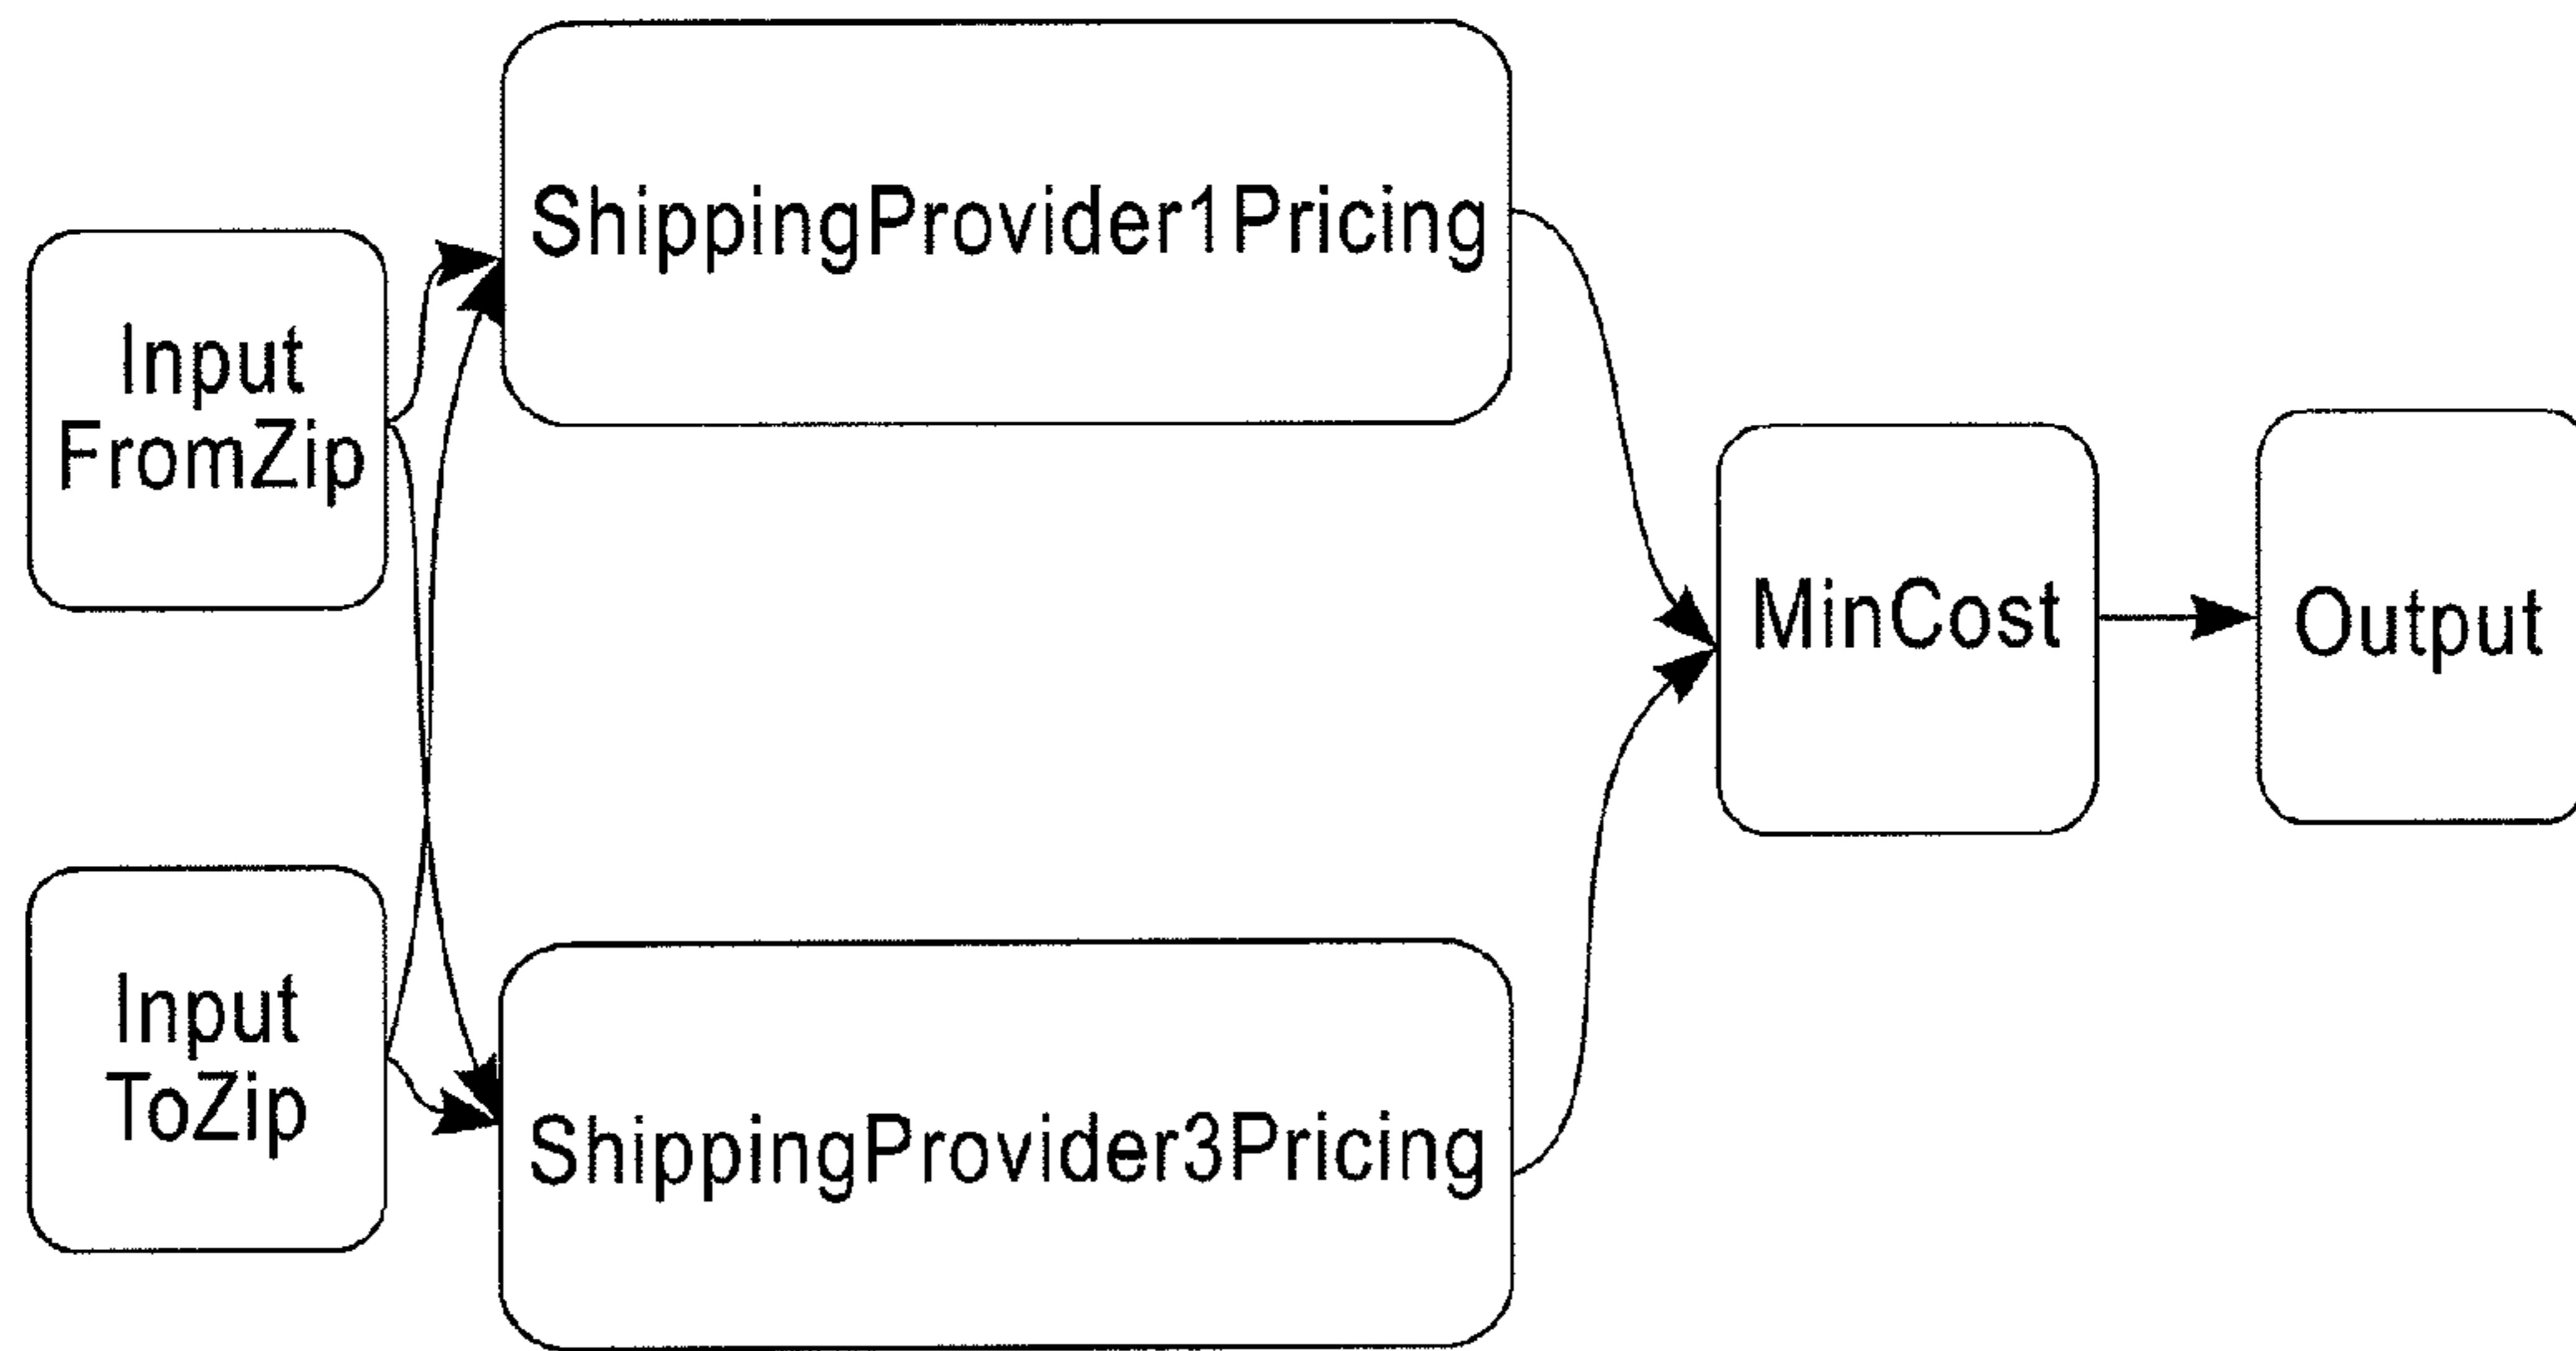 Input
FromZip
ShippingProvider1Pricing
Input
ToZip
ShippingProvider3Pricing
MinCost
Output